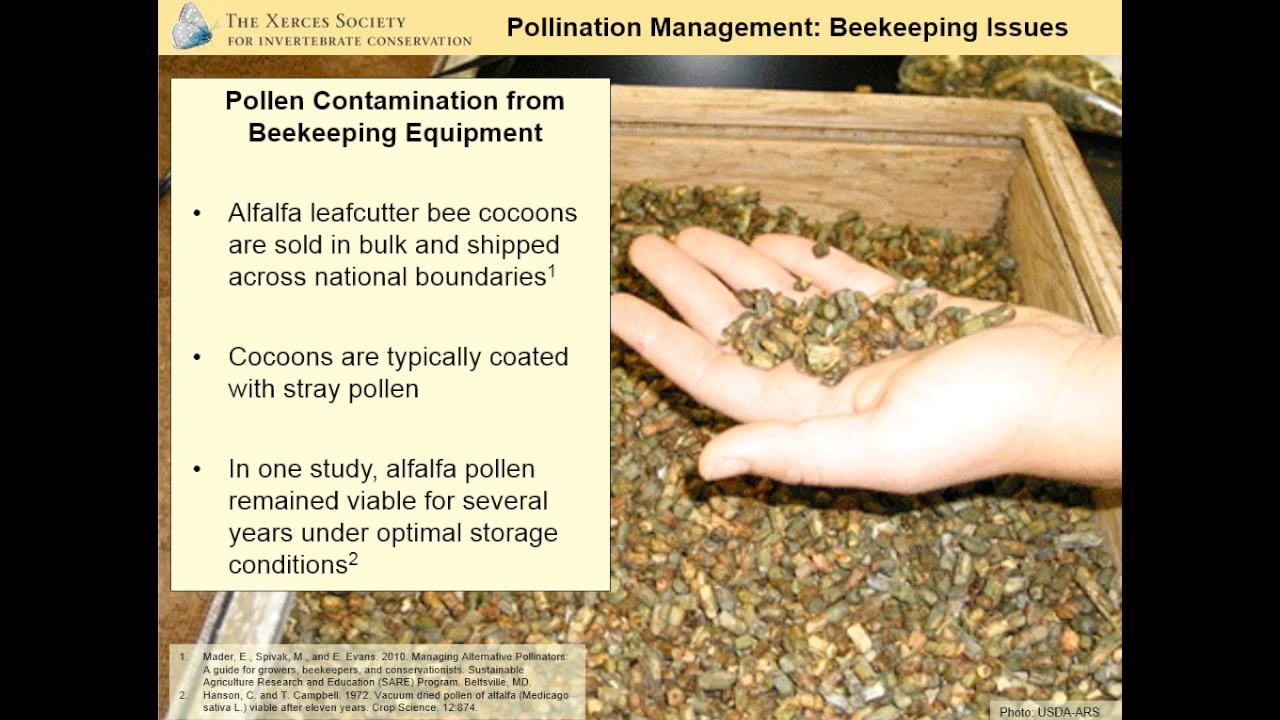 THE XERCES SOCIETY
FOR INVERTEBRATE CONSERVATION
Pollination Management: Beekeeping Issues
Pollen Contamination from
Beekeeping Equipment
• Alfalfa leafcutter bee cocoons
are sold in bulk and shipped
across national boundaries1
• Cocoons are typically coated
with stray pollen
• In one study, alfalfa pollen
remained viable for several
years under optimal storage
conditions2
1. Mader, E., Spivak, M., and E. Evans. 2010. Managing Alternative Pollinators:
A guide for growers, beekeepers, and conservationists. Sustainable
Agriculture Research and Education (SARE) Program. Beltsville, MD.
2. Hanson, C. and T. Campbell. 1972. Vacuum dried pollen of alfalfa (Medicago
sativa L.) viable after eleven years. Crop Science. 12:874.
Photo: USDA-ARS